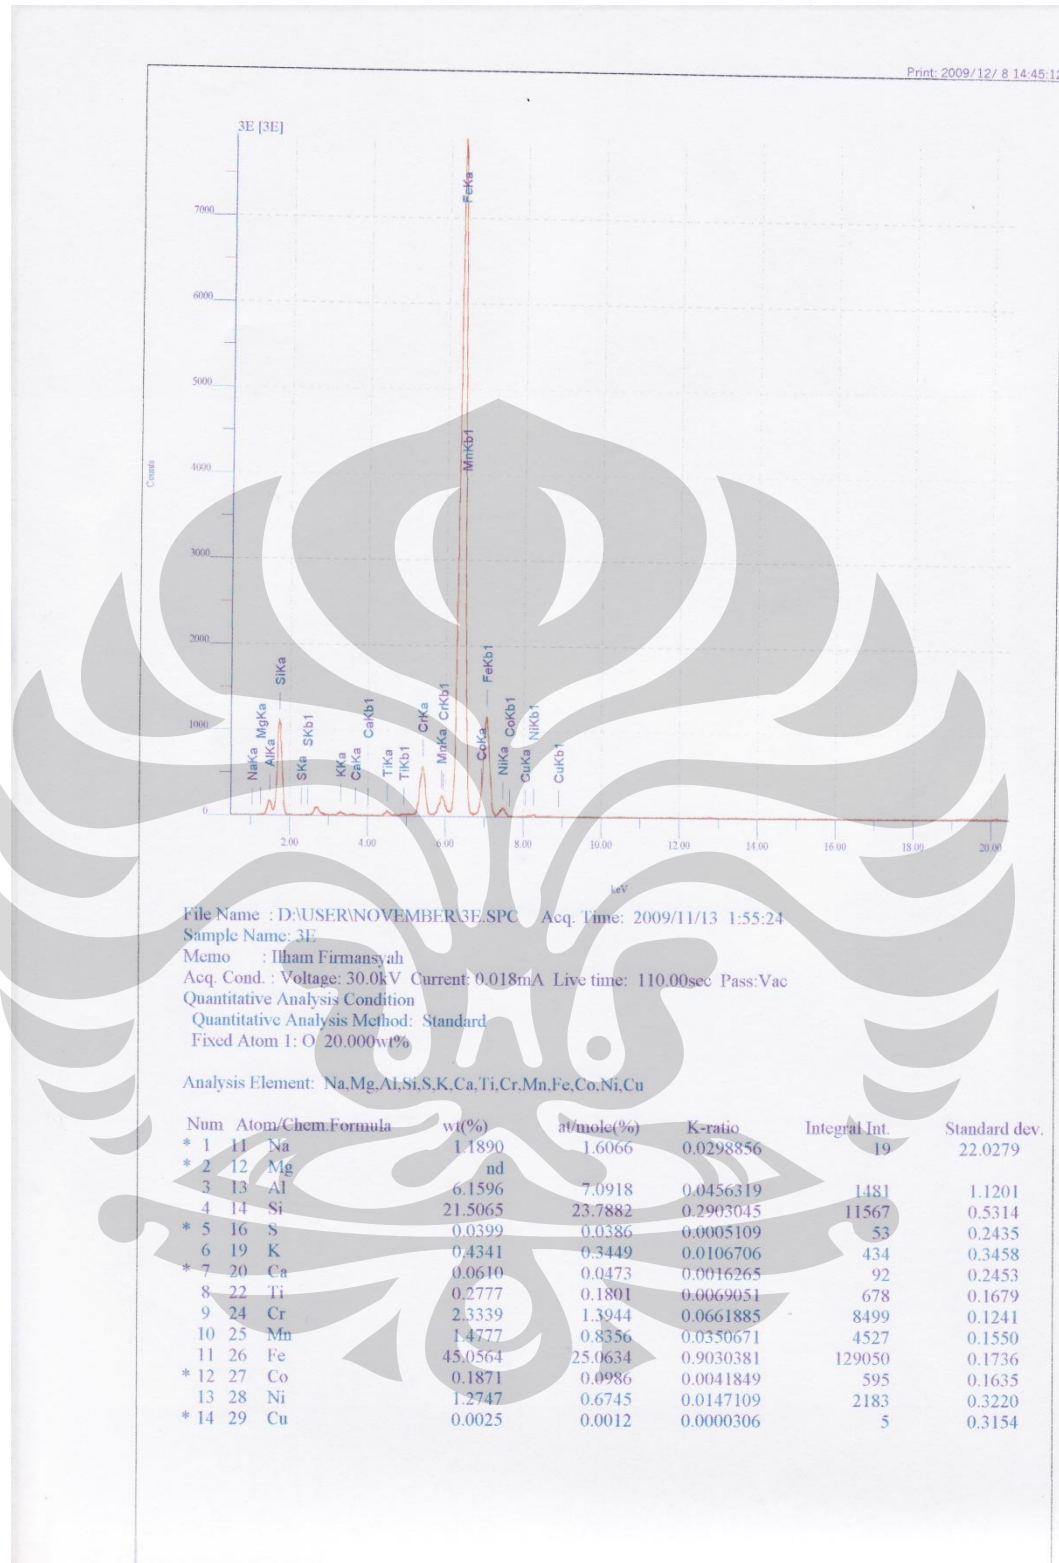 Print: 2009/12/ 8 14:45:12
3E [3E]
7000
6000
5000
4000
3000
2000
1000
0
Counts
FeKa
MnKb1
NaKa
MgKa
AlKa
SiKa
SKa
SKb1
KKa
CaKa
CaKb1
TiKa
TiKb1
CrKa
MnKa
CrKb1
CoKa
FeKb1
NiKa
CoKb1
CuKa
NiKb1
CuKb1
2.00 4.00 6.00 8.00 10.00 12.00 14.00 16.00 18.00 20.00
keV
File Name : D:\USER\NOVEMBER\3E.SPC Acq. Time: 2009/11/13 1:55:24
Sample Name: 3E
Memo : Ilham Firmansyah
Acq. Cond. : Voltage: 30.0kV Current: 0.018mA Live time: 110.00sec Pass:Vac
Quantitative Analysis Condition
Quantitative Analysis Method: Standard
Fixed Atom 1: O 20.000wt%
Analysis Element: Na,Mg,Al,Si,S,K,Ca,Ti,Cr,Mn,Fe,Co,Ni,Cu
Num Atom/Chem.Formula wt(%) at/mole(%) K-ratio Integral Int. Standard dev.
* 1 11 Na 1.1890 1.6066 0.0298856 19 22.0279
* 2 12 Mg nd
3 13 Al 6.1596 7.0918 0.0456319 1481 1.1201
4 14 Si 21.5065 23.7882 0.2903045 11567 0.5314
* 5 16 S 0.0399 0.0386 0.0005109 53 0.2435
6 19 K 0.4341 0.3449 0.0106706 434 0.3458
* 7 20 Ca 0.0610 0.0473 0.0016265 92 0.2453
8 22 Ti 0.2777 0.1801 0.0069051 678 0.1679
9 24 Cr 2.3339 1.3944 0.0661885 8499 0.1241
10 25 Mn 1.4777 0.8356 0.0350671 4527 0.1550
11 26 Fe 45.0564 25.0634 0.9030381 129050 0.1736
* 12 27 Co 0.1871 0.0986 0.0041849 595 0.1635
13 28 Ni 1.2747 0.6745 0.0147109 2183 0.3220
* 14 29 Cu 0.0025 0.0012 0.0000306 5 0.3154